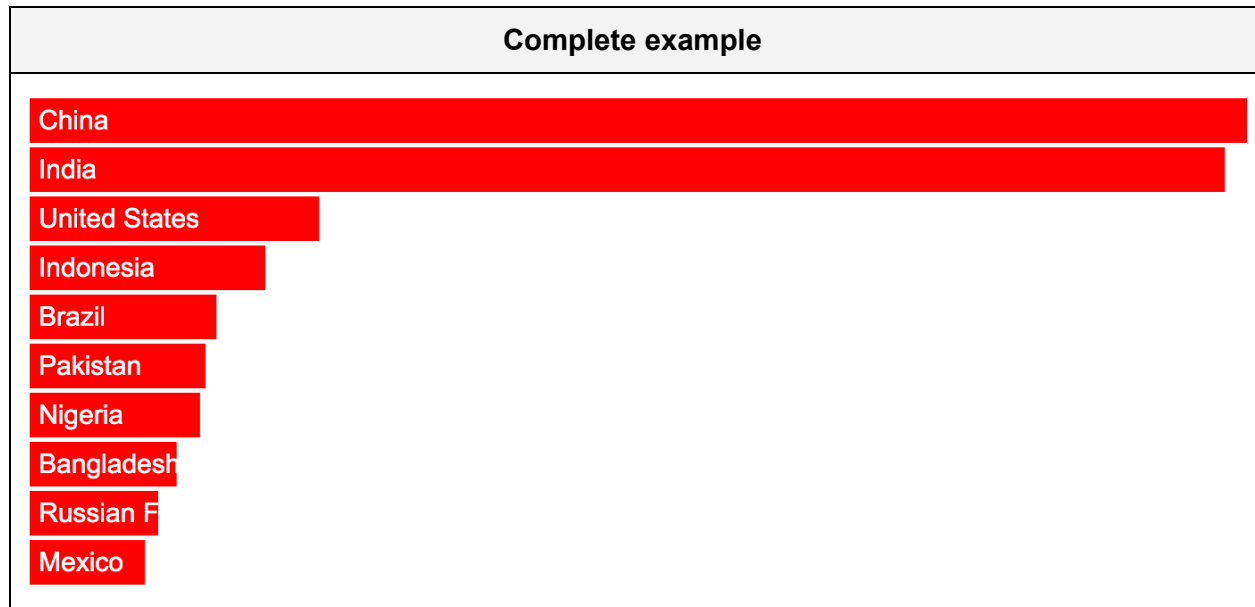 Complete example
China
India
United States
Indonesia
Brazil
Pakistan
Nigeria
Bangladesh
Russian F
Mexico